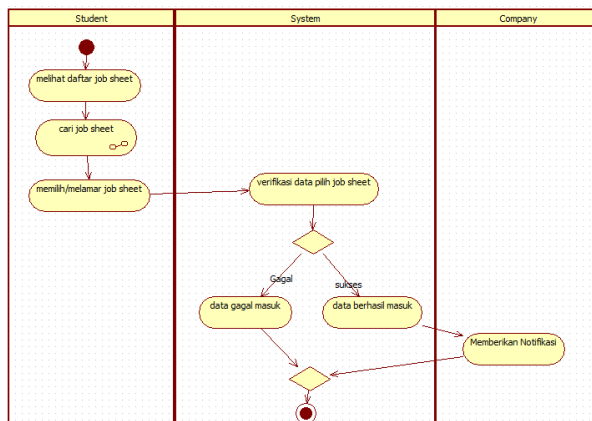 Student
System
Company
melihat daftar job sheet
cari job sheet
memilih/melamar job sheet
verifikasi data pilih job sheet
Gagal
sukses
data gagal masuk
data berhasil masuk
Memberikan Notifikasi